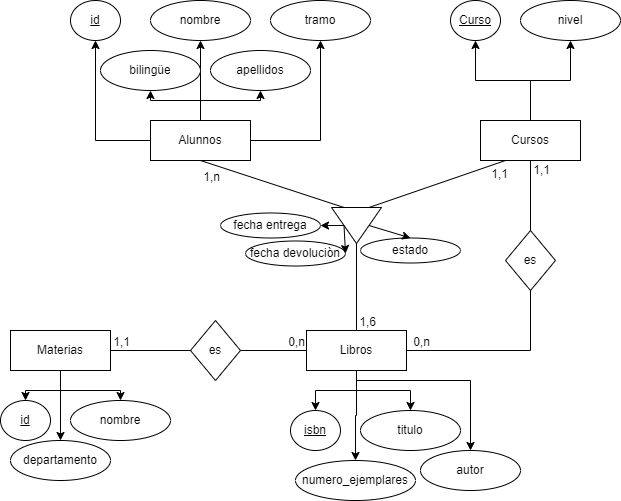 id
nombre
tramo
Curso
nivel
bilingüe
apellidos
Alunnos
Cursos
1,n
1,1
1,1
fecha entrega
fecha devoluciòn
estado
es
1,6
Materias
1,1
es
0,n
Libros
0,n
id
nombre
isbn
titulo
departamento
numero_ejemplares
autor